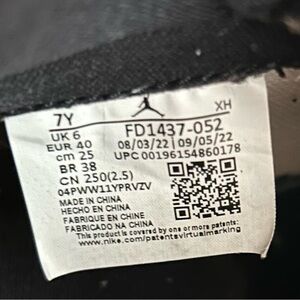 7Y XH
UK 6 FD1437-052
EUR 40 08/03/22 09/05/22
cm 25 UPC 00196154860178
BR 38
CN 250(2.5)
04PWW11YPRVZV
MADE IN CHINA
HECHO EN CHINA
FABRIQUE EN CHINE
FABRICADO NA CHINA
This product is covered by one or more patents:
www.nike.com/patentsvirtualmarking